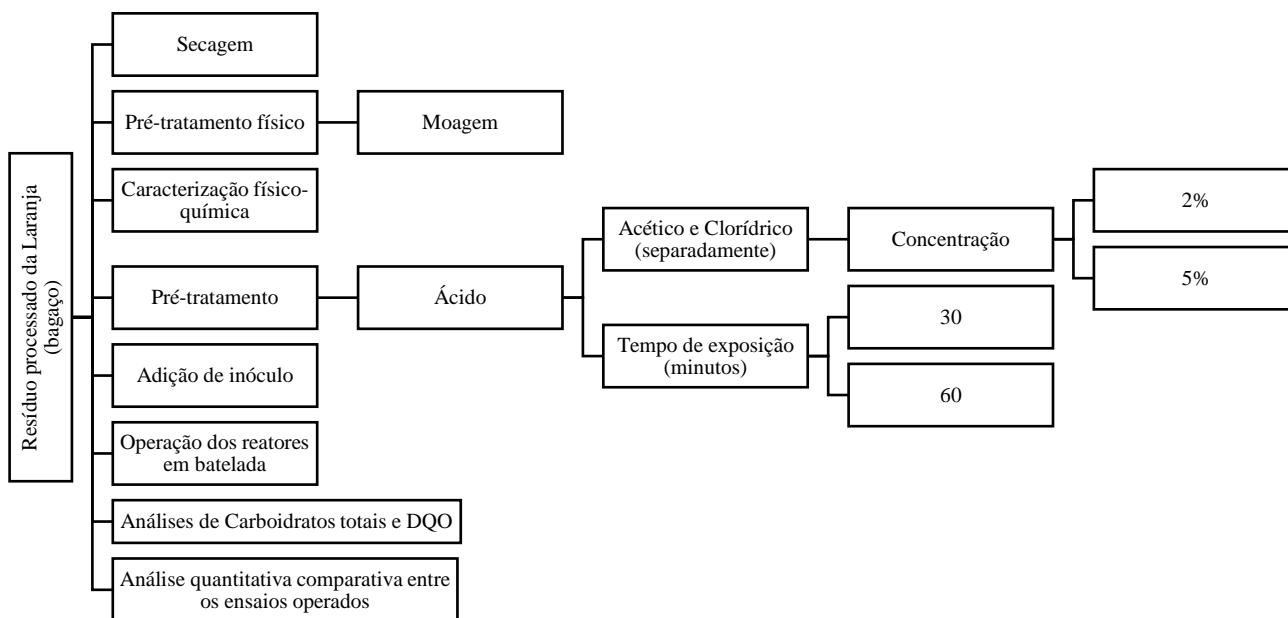 Resíduo processado da Laranja
(bagaço)
Secagem
Pré-tratamento físico
Moagem
Caracterização físico-
química
Pré-tratamento
Ácido
Acético e Clorídrico
(separadamente)
Concentração
2%
5%
Tempo de exposição
(minutos)
30
60
Adição de inóculo
Operação dos reatores
em batelada
Análises de Carboidratos totais e DQO
Análise quantitativa comparativa entre
os ensaios operados